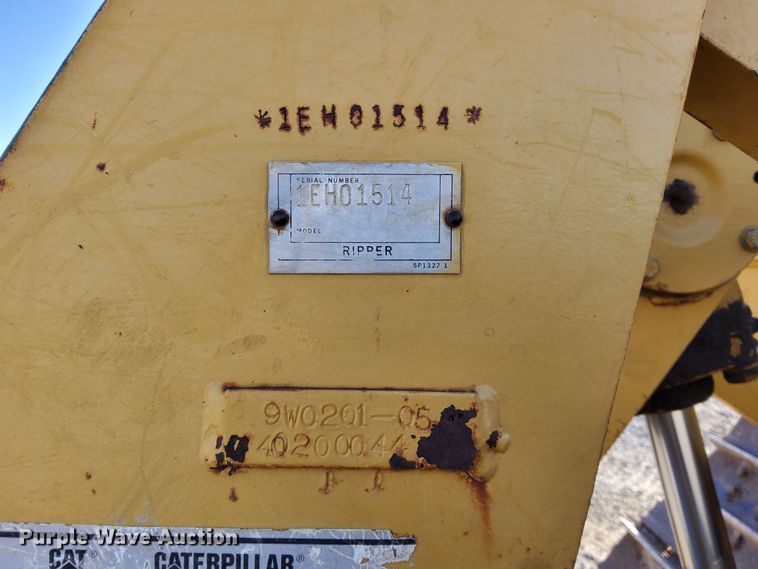 *1EH01514*
SERIAL NUMBER
1EH01514
MODEL
RIPPER
5P1327 1
9W0201-05
40200044
CAT® CATERPILLAR®
Purple Wave Auction